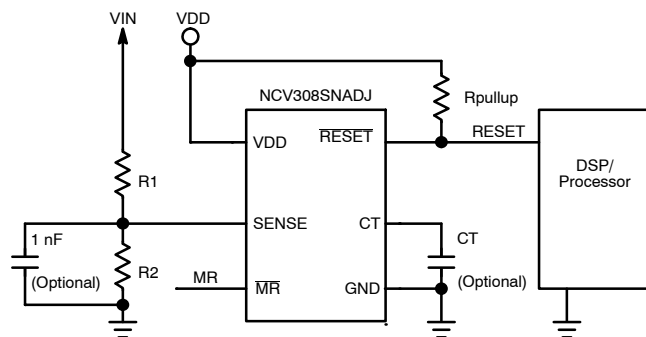 VIN
VDD
NCV308SNADJ
Rpullup
VDD
RESET
RESET
DSP/
Processor
R1
SENSE
CT
1 nF
(Optional)
R2
CT
(Optional)
MR
MR
GND